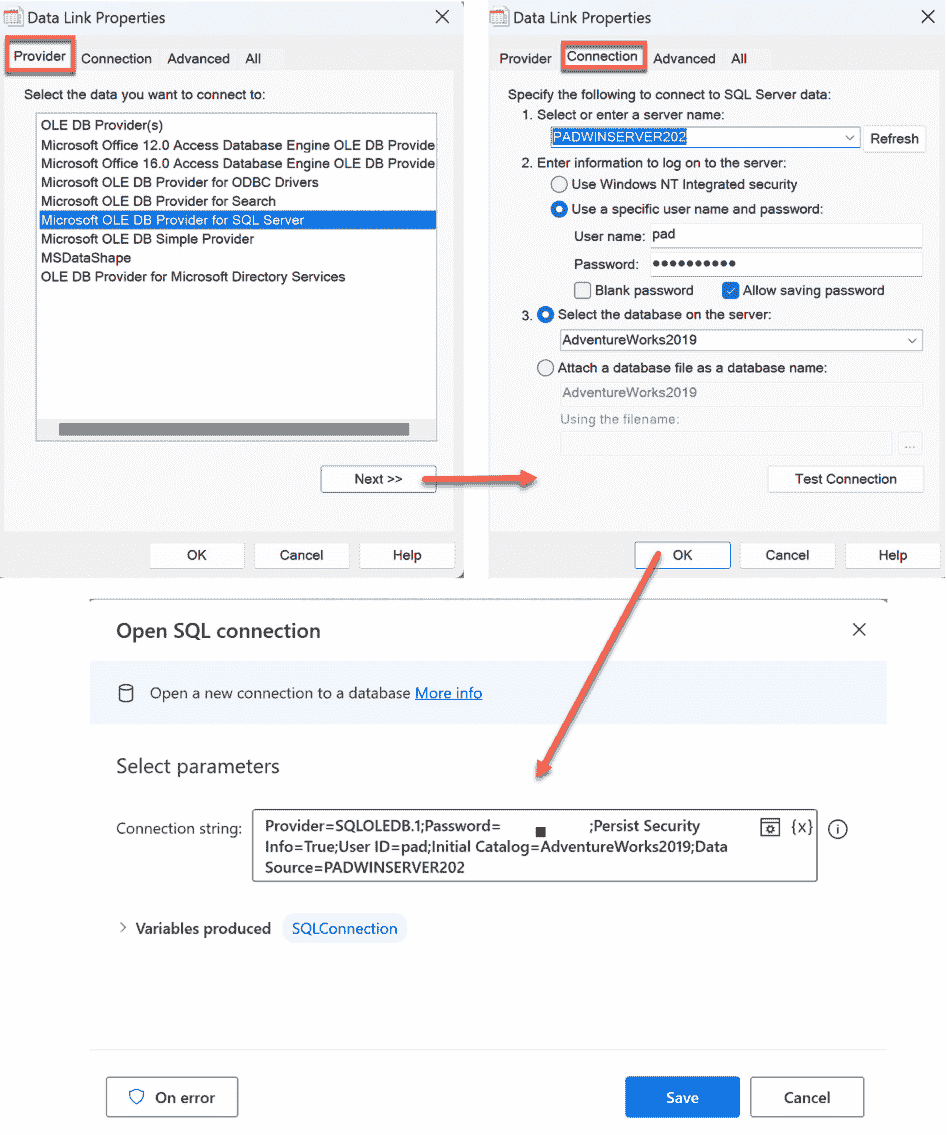 Data Link Properties
Provider Connection Advanced All
Select the data you want to connect to:
OLE DB Provider(s)
Microsoft Office 12.0 Access Database Engine OLE DB Provide
Microsoft Office 16.0 Access Database Engine OLE DB Provide
Microsoft OLE DB Provider for ODBC Drivers
Microsoft OLE DB Provider for Search
Microsoft OLE DB Provider for SQL Server
Microsoft OLE DB Simple Provider
MSDataShape
OLE DB Provider for Microsoft Directory Services
Next >>
OK Cancel Help
Data Link Properties
Provider Connection Advanced All
Specify the following to connect to SQL Server data:
1. Select or enter a server name:
PADWINSERVER202 Refresh
2. Enter information to log on to the server:
Use Windows NT Integrated security
Use a specific user name and password:
User name: pad
Password: ●●●●●●●●●●
Blank password Allow saving password
3. Select the database on the server:
AdventureWorks2019
Attach a database file as a database name:
AdventureWorks2019
Using the filename:
...
Test Connection
OK Cancel Help
Open SQL connection
Open a new connection to a database More info
Select parameters
Connection string: Provider=SQLOLEDB.1;Password= ;Persist Security {x}
Info=True;User ID=pad;Initial Catalog=AdventureWorks2019;Data
Source=PADWINSERVER202
Variables produced SQLConnection
On error Save Cancel